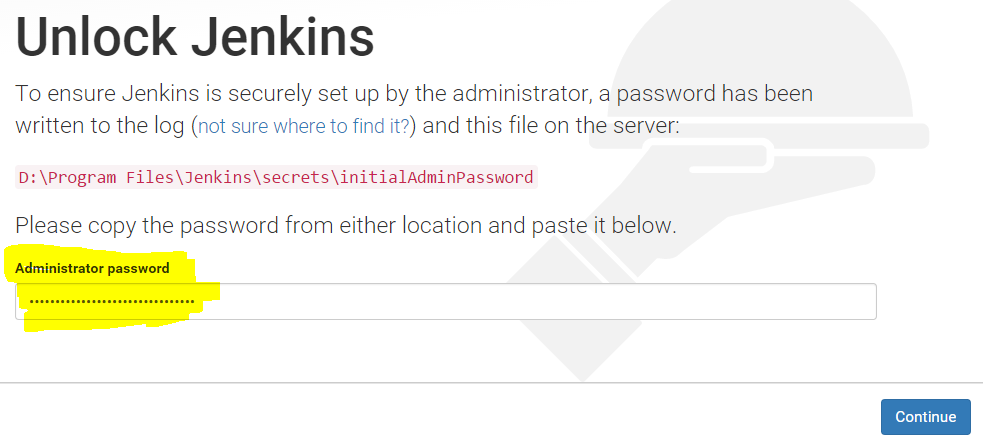 Unlock Jenkins
To ensure Jenkins is securely set up by the administrator, a password has been
written to the log (not sure where to find it?) and this file on the server:
D:\Program Files\Jenkins\secrets\initialAdminPassword
Please copy the password from either location and paste it below.
Administrator password
Continue